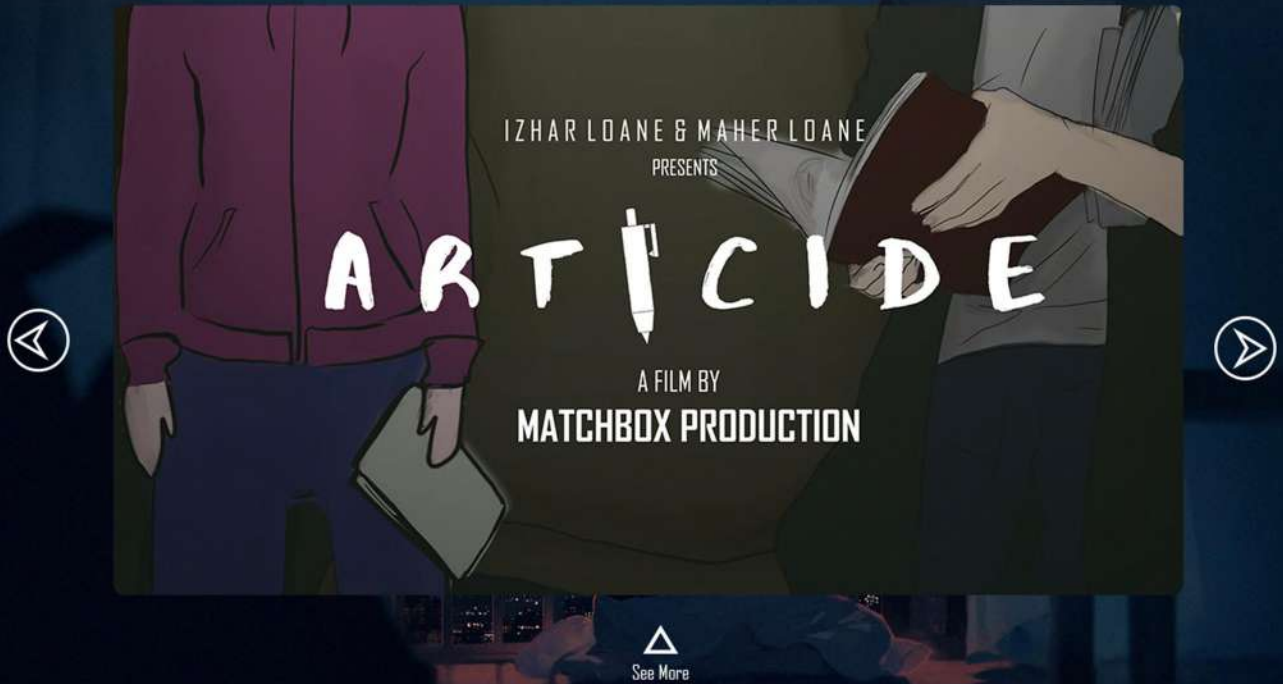 IZHAR LOANE & MAHER LOANE
PRESENTS
ARTICIDE
A FILM BY
MATCHBOX PRODUCTION
See More